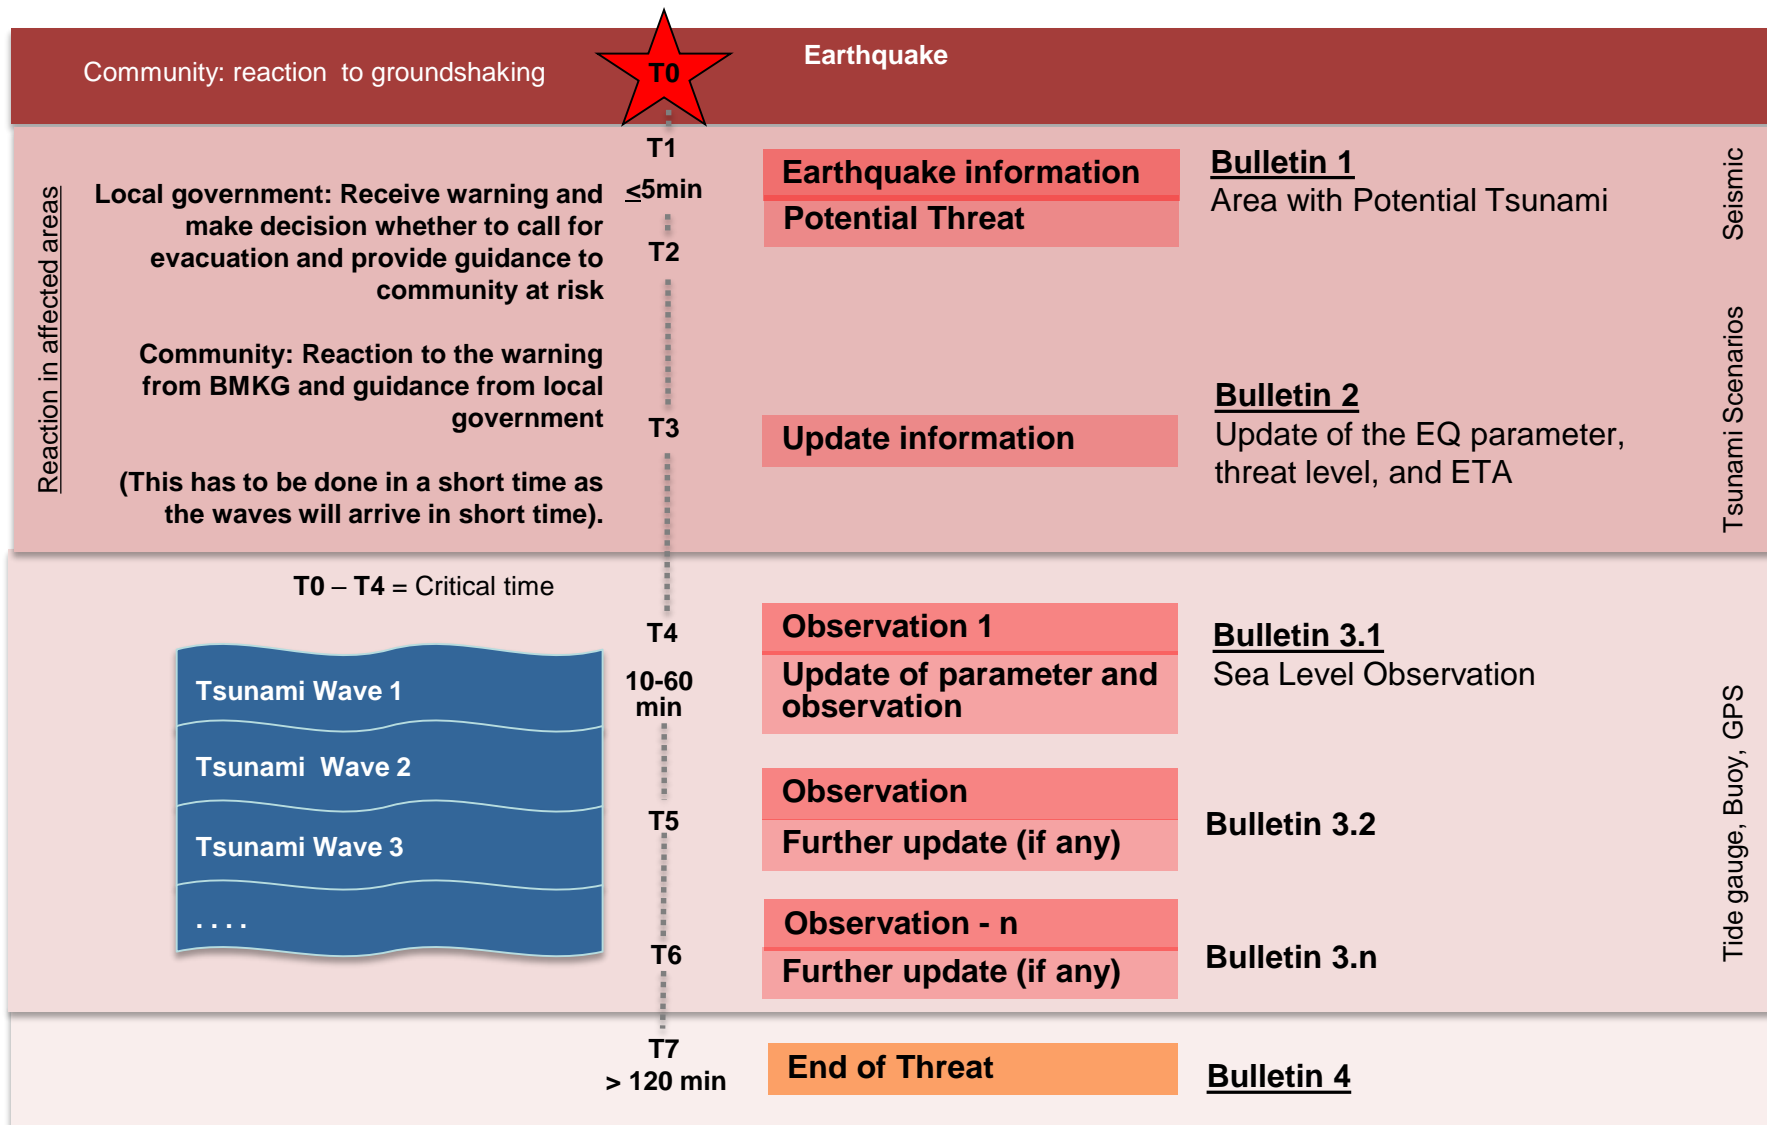 Community: reaction  to groundshaking
T0
Earthquake
Reaction in affected areas
Local government: Receive warning and
make decision whether to call for
evacuation and provide guidance to
community at risk
Community: Reaction to the warning
from BMKG and guidance from local
government
(This has to be done in a short time as
the waves will arrive in short time).
T1
≤5min
T2
T3
Earthquake information
Potential Threat
Bulletin 1
Area with Potential Tsunami
Update information
Bulletin 2
Update of the EQ parameter,
threat level, and ETA
Seismic
Tsunami Scenarios
T0 – T4 = Critical time
Tsunami Wave 1
Tsunami  Wave 2
Tsunami Wave 3
. . . .
T4
10-60
min
T5
T6
Observation 1
Update of parameter and
observation
Bulletin 3.1
Sea Level Observation
Observation
Further update (if any)
Bulletin 3.2
Observation - n
Further update (if any)
Bulletin 3.n
Tide gauge, Buoy, GPS
T7
> 120 min
End of Threat
Bulletin 4